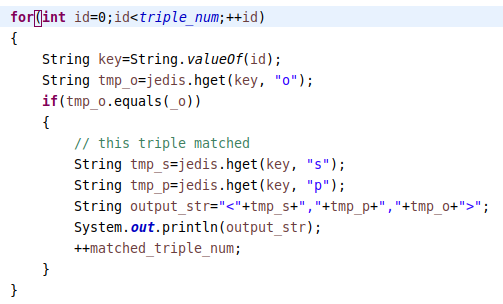 for(int id=0;id<triple_num;++id)
{
    String key=String.valueOf(id);
    String tmp_o=jedis.hget(key, "o");
    if(tmp_o.equals(_o))
    {
        // this triple matched
        String tmp_s=jedis.hget(key, "s");
        String tmp_p=jedis.hget(key, "p");
        String output_str="<"+tmp_s+","+tmp_p+","+tmp_o+">";
        System.out.println(output_str);
        ++matched_triple_num;
    }
}